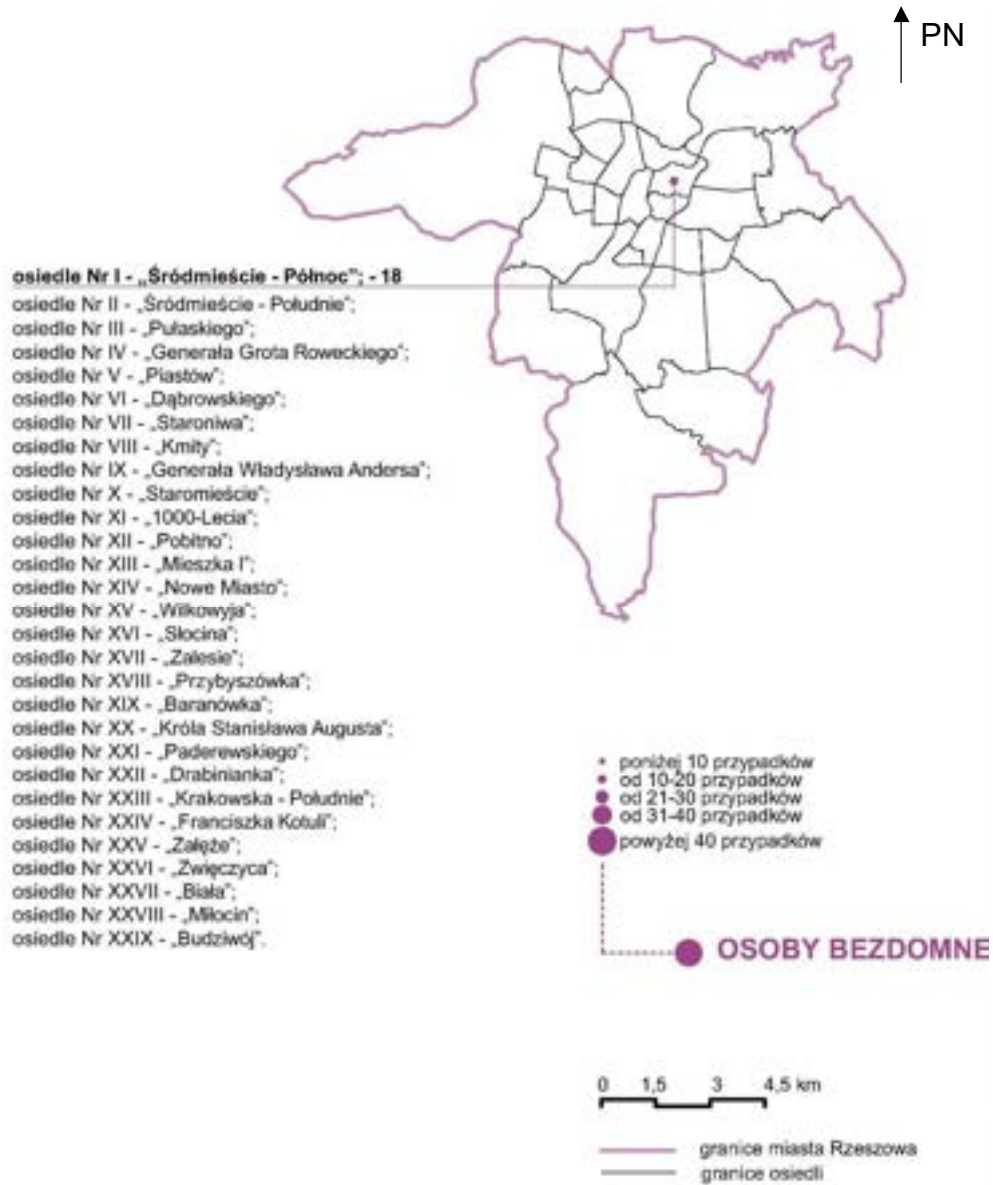 PN
osiedle Nr I - „Śródmieście - Północ"; - 18
osiedle Nr II - „Śródmieście - Południe";
osiedle Nr III - „Pułaskiego";
osiedle Nr IV - „Generała Grota Roweckiego";
osiedle Nr V - „Piastów";
osiedle Nr VI - „Dąbrowskiego";
osiedle Nr VII - „Staroniwa";
osiedle Nr VIII - „Kmity";
osiedle Nr IX - „Generała Władysława Andersa";
osiedle Nr X - „Staromieście";
osiedle Nr XI - „1000-Lecia";
osiedle Nr XII - „Pobitno";
osiedle Nr XIII - „Mieszka I";
osiedle Nr XIV - „Nowe Miasto";
osiedle Nr XV - „Wilkowyja";
osiedle Nr XVI - „Słocina";
osiedle Nr XVII - „Zalesie";
osiedle Nr XVIII - „Przybyszówka";
osiedle Nr XIX - „Baranówka";
osiedle Nr XX - „Króla Stanisława Augusta";
osiedle Nr XXI - „Paderewskiego";
osiedle Nr XXII - „Drabinianka";
osiedle Nr XXIII - „Krakowska - Południe";
osiedle Nr XXIV - „Franciszka Kotuli";
osiedle Nr XXV - „Załęże";
osiedle Nr XXVI - „Zwięczyca";
osiedle Nr XXVII - „Biała";
osiedle Nr XXVIII - „Miłocin";
osiedle Nr XXIX - „Budziwój".
poniżej 10 przypadków
od 10-20 przypadków
od 21-30 przypadków
od 31-40 przypadków
powyżej 40 przypadków
OSOBY BEZDOMNE
0 1,5 3 4,5 km
granice miasta Rzeszowa
granice osiedli